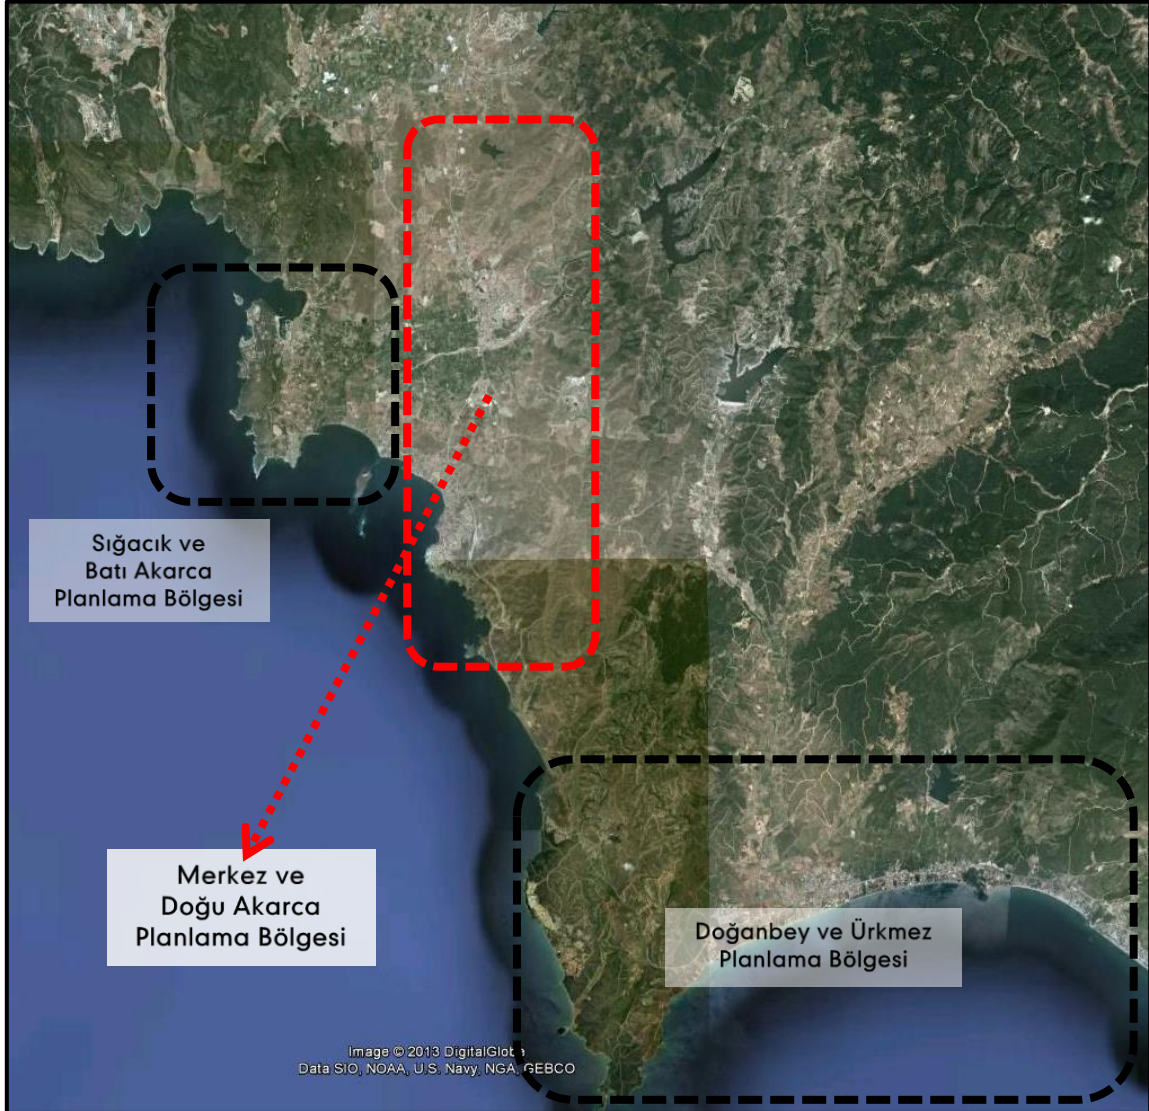 Sığacık ve
Batı Akarca
Planlama Bölgesi
Merkez ve
Doğu Akarca
Planlama Bölgesi
Doğanbey ve Ürkmez
Planlama Bölgesi
Image © 2013 DigitalGlobe
Data SIO, NOAA, U.S. Navy, NGA, GEBCO